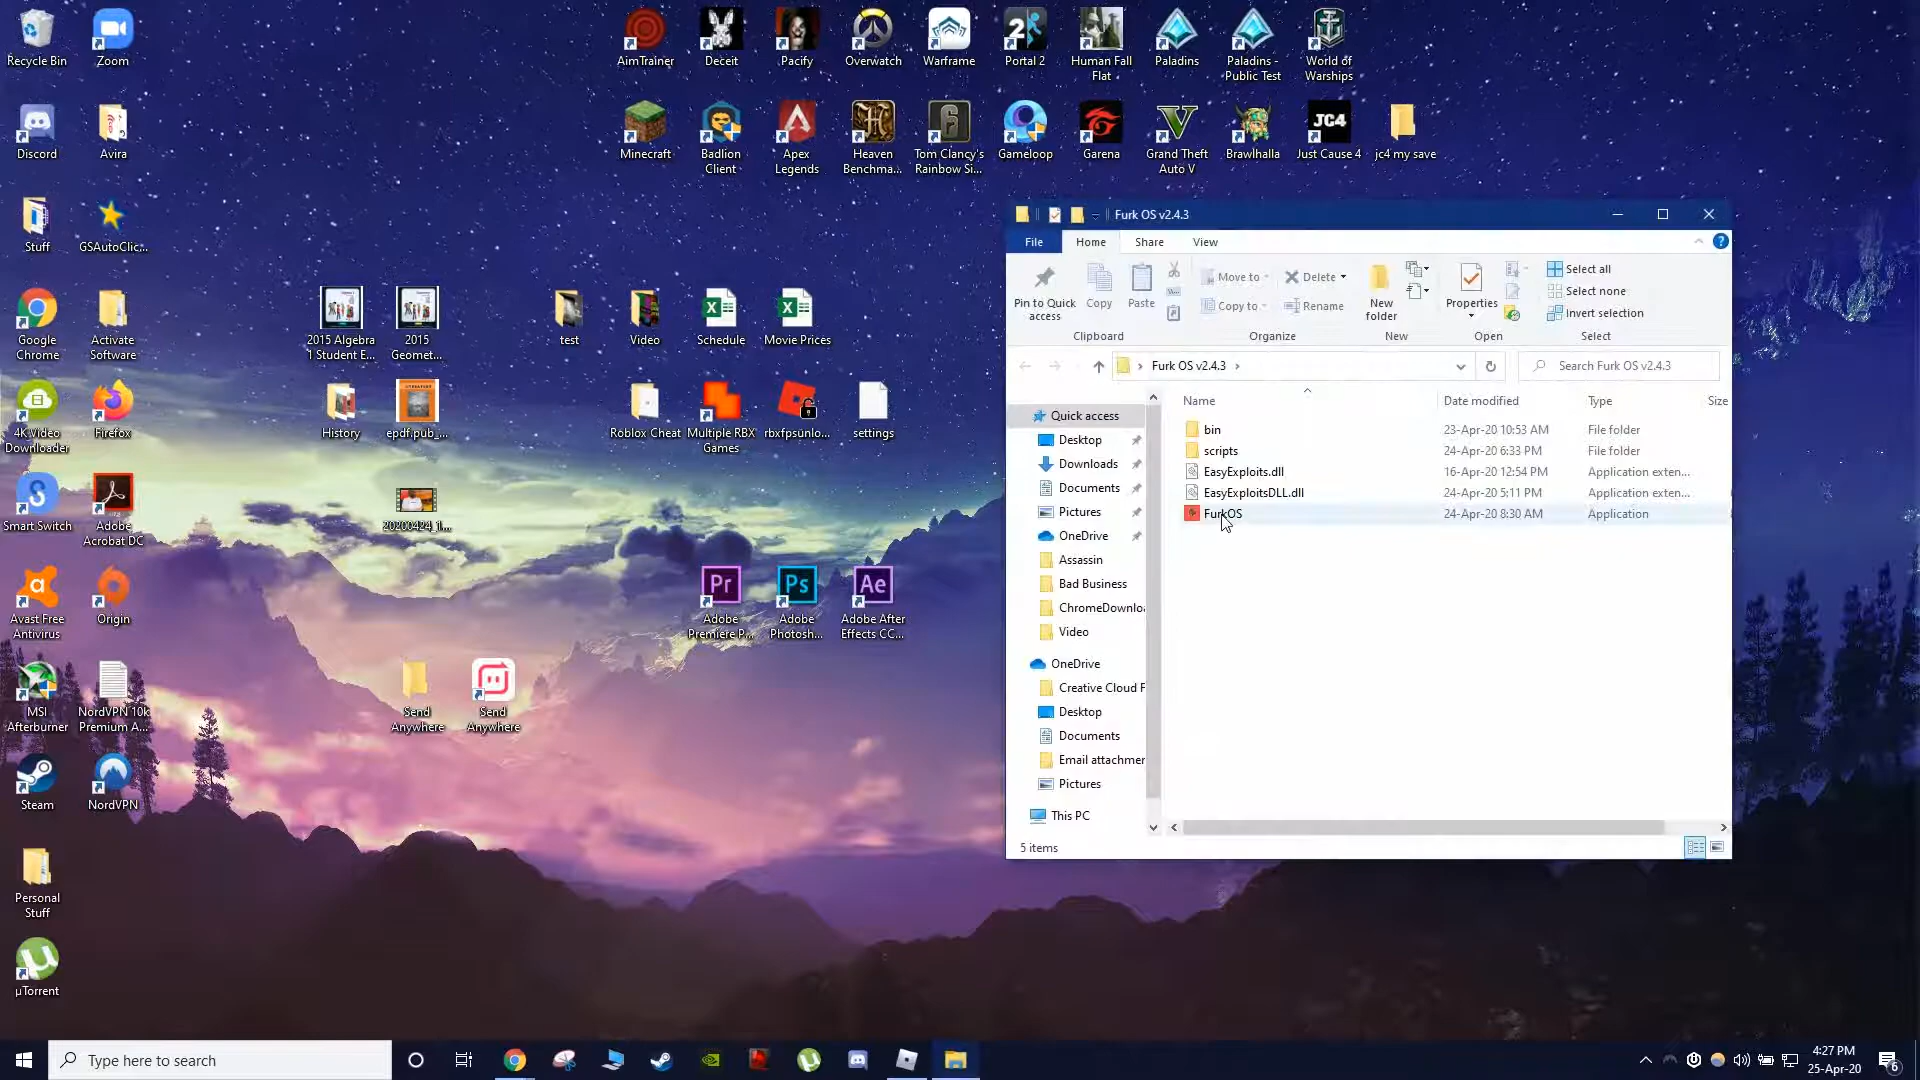 Recycle Bin
Zoom
AimTrainer
Deceit
Pacify
Overwatch
Warframe
Portal 2
Human Fall
Flat
Paladins
Paladins -
Public Test
World of
Warships
Discord
Avira
Minecraft
Badlion
Client
Apex
Legends
Heaven
Benchma...
Tom Clancy's
Rainbow Si...
Gameloop
Garena
Grand Theft
Auto V
Brawlhalla
JC4
Just Cause 4
jc4 my save
Stuff
GSAutoClic...
Google
Chrome
Activate
Software
2015 Algebra
1 Student E...
2015
Geomet...
test
Video
Schedule
Movie Prices
4K Video
Downloader
Firefox
History
epdf.pub_...
Roblox Cheat
Multiple RBX
Games
rbxfpsunlo...
settings
Smart Switch
Adobe
Acrobat DC
20200424_1...
Avast Free
Antivirus
Origin
Pr
Adobe
Premiere P...
Ps
Adobe
Photosh...
Ae
Adobe After
Effects CC...
MSI
Afterburner
NordVPN 10k
Premium A...
Send
Anywhere
Send
Anywhere
Steam
NordVPN
Personal
Stuff
µTorrent
Furk OS v2.4.3
File
Home
Share
View
Pin to Quick
access
Copy
Paste
Clipboard
Move to
Copy to
Delete
Rename
Organize
New
folder
New
Properties
Open
Select all
Select none
Invert selection
Select
Furk OS v2.4.3
Search Furk OS v2.4.3
Name
Date modified
Type
Size
bin
23-Apr-20 10:53 AM
File folder
scripts
24-Apr-20 6:33 PM
File folder
EasyExploits.dll
16-Apr-20 12:54 PM
Application exten...
EasyExploitsDLL.dll
24-Apr-20 5:11 PM
Application exten...
FurkOS
24-Apr-20 8:30 AM
Application
Quick access
Desktop
Downloads
Documents
Pictures
OneDrive
Assassin
Bad Business
ChromeDownloa
Video
OneDrive
Creative Cloud F
Desktop
Documents
Email attachmer
Pictures
This PC
5 items
Type here to search
4:27 PM
25-Apr-20
6